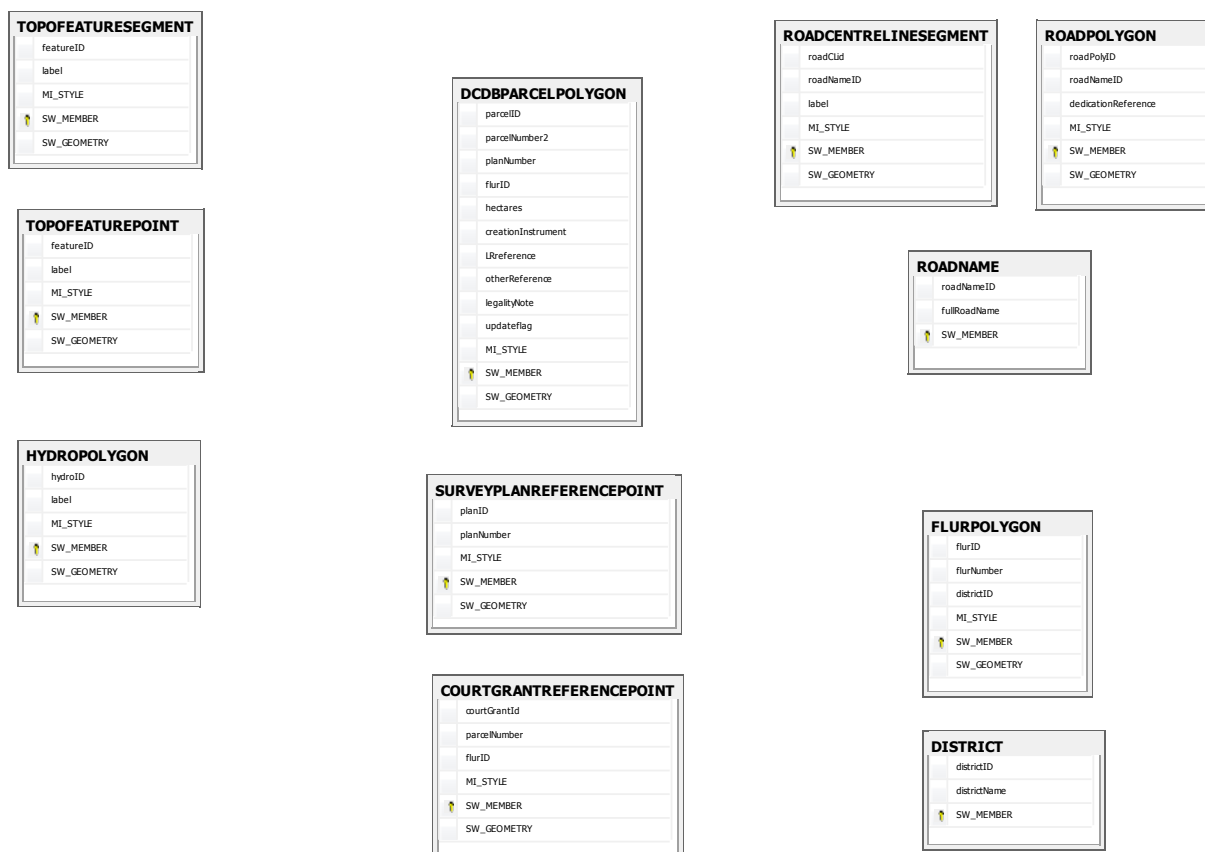 TOPOFEATURESEGMENT
featureID
label
MI_STYLE
SW_MEMBER
SW_GEOMETRY
TOPOFEATUREPOINT
featureID
label
MI_STYLE
SW_MEMBER
SW_GEOMETRY
HYDROPOLYGON
hydroID
label
MI_STYLE
SW_MEMBER
SW_GEOMETRY
DCDBPARCELPOLYGON
parcelID
parcelNumber2
planNumber
flurID
hectares
creationInstrument
LRreference
otherReference
legalityNote
updateflag
MI_STYLE
SW_MEMBER
SW_GEOMETRY
SURVEYPLANREFERENCEPOINT
planID
planNumber
MI_STYLE
SW_MEMBER
SW_GEOMETRY
COURTGRANTREFERENCEPOINT
courtGrantId
parcelNumber
flurID
MI_STYLE
SW_MEMBER
SW_GEOMETRY
ROADCENTRELINESEGMENT
roadCLid
roadNameID
label
MI_STYLE
SW_MEMBER
SW_GEOMETRY
ROADPOLYGON
roadPolyID
roadNameID
dedicationReference
MI_STYLE
SW_MEMBER
SW_GEOMETRY
ROADNAME
roadNameID
fullRoadName
SW_MEMBER
FLURPOLYGON
flurID
flurNumber
districtID
MI_STYLE
SW_MEMBER
SW_GEOMETRY
DISTRICT
districtID
districtName
SW_MEMBER